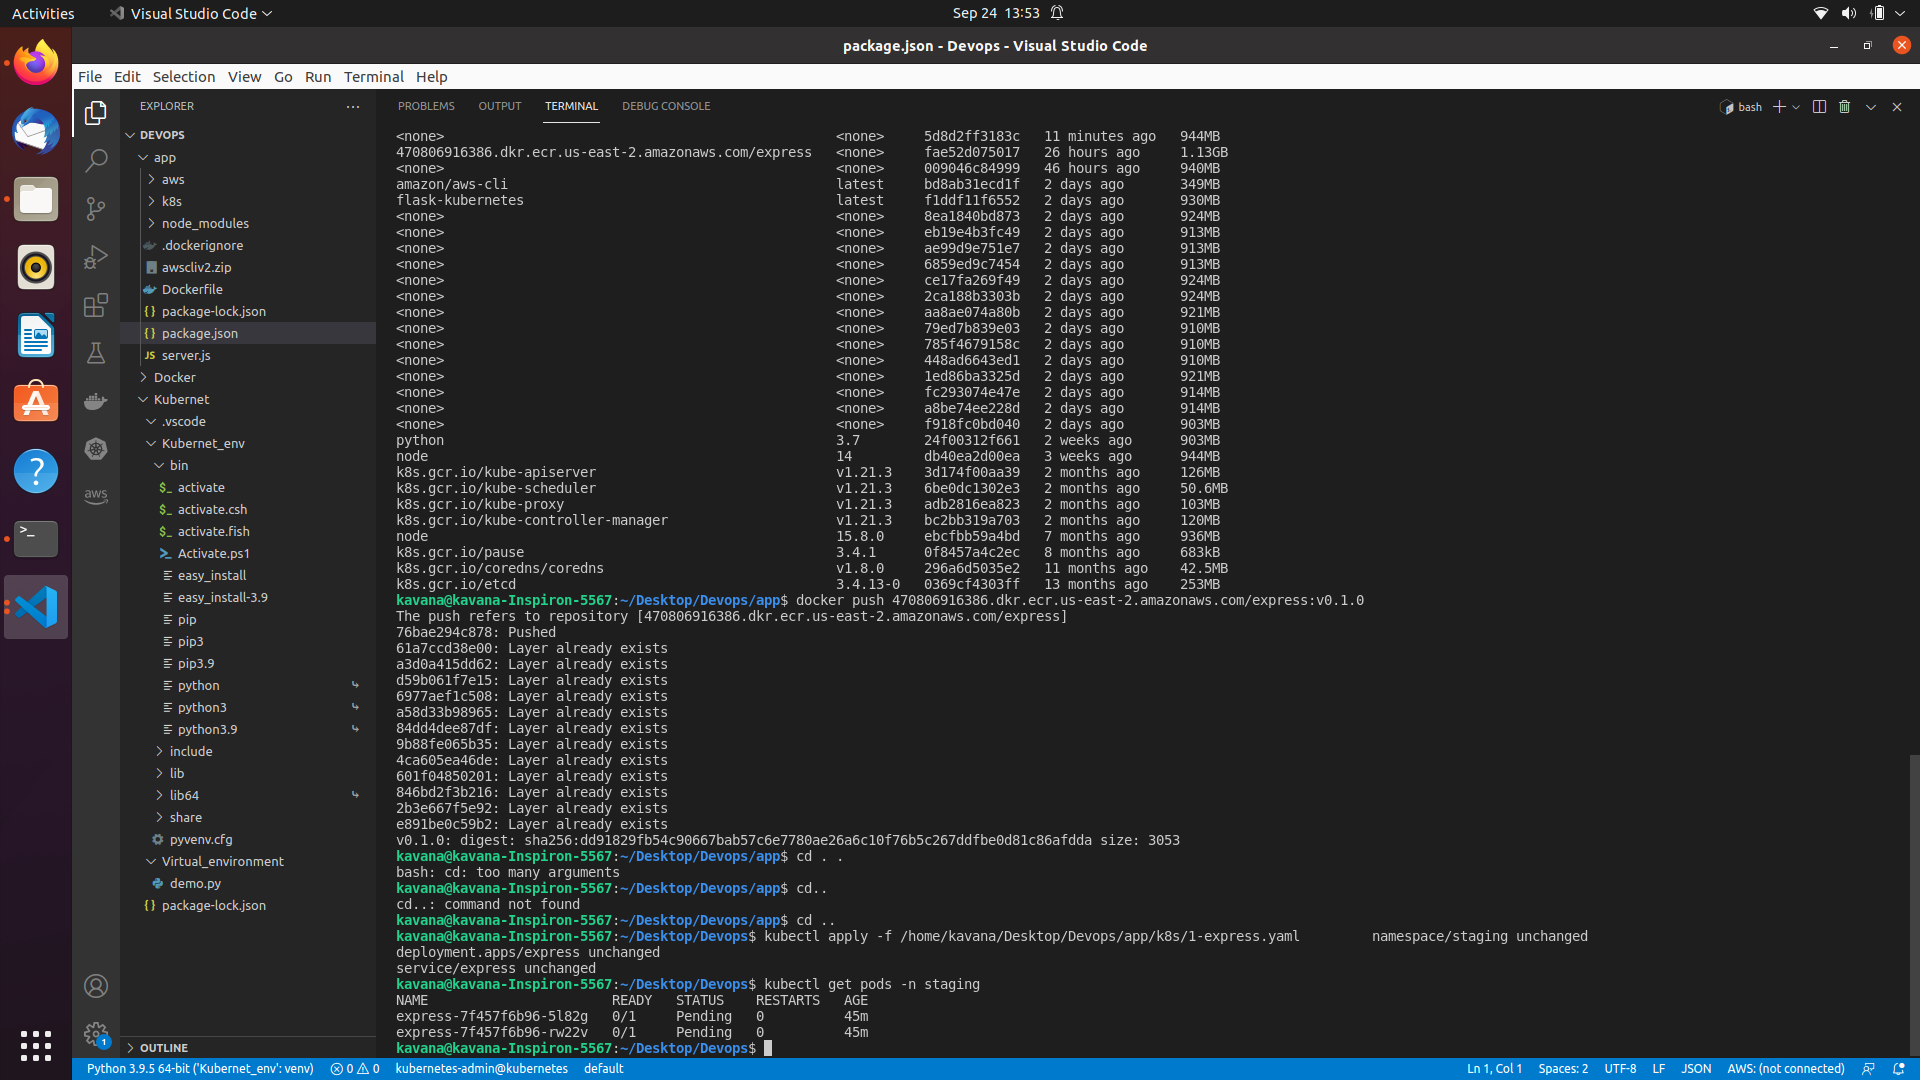 Activities
Visual Studio Code
Sep 24 13:53
package.json - Devops - Visual Studio Code
File Edit Selection View Go Run Terminal Help
EXPLORER
DEVOPS
app
aws
k8s
node_modules
.dockerignore
awscliv2.zip
Dockerfile
package-lock.json
package.json
JS server.js
Docker
Kubernet
.vscode
Kubernet_env
bin
activate
activate.csh
activate.fish
Activate.ps1
easy_install
easy_install-3.9
pip
pip3
pip3.9
python
python3
python3.9
include
lib
lib64
share
pyvenv.cfg
Virtual_environment
demo.py
package-lock.json
OUTLINE
aws
1
PROBLEMS OUTPUT TERMINAL DEBUG CONSOLE
bash
<none> <none> 5d8d2ff3183c 11 minutes ago 944MB
470806916386.dkr.ecr.us-east-2.amazonaws.com/express <none> fae52d075017 26 hours ago 1.13GB
<none> <none> 009046c84999 46 hours ago 940MB
amazon/aws-cli latest bd8ab31ecd1f 2 days ago 349MB
flask-kubernetes latest f1ddf11f6552 2 days ago 930MB
<none> <none> 8ea1840bd873 2 days ago 924MB
<none> <none> eb19e4b3fc49 2 days ago 913MB
<none> <none> ae99d9e751e7 2 days ago 913MB
<none> <none> 6859ed9c7454 2 days ago 913MB
<none> <none> ce17fa269f49 2 days ago 924MB
<none> <none> 2ca188b3303b 2 days ago 924MB
<none> <none> aa8ae074a80b 2 days ago 921MB
<none> <none> 79ed7b839e03 2 days ago 910MB
<none> <none> 785f4679158c 2 days ago 910MB
<none> <none> 448ad6643ed1 2 days ago 910MB
<none> <none> 1ed86ba3325d 2 days ago 921MB
<none> <none> fc293074e47e 2 days ago 914MB
<none> <none> a8be74ee228d 2 days ago 914MB
<none> <none> f918fc0bd040 2 days ago 903MB
python 3.7 24f00312f661 2 weeks ago 903MB
node 14 db40ea2d00ea 3 weeks ago 944MB
k8s.gcr.io/kube-apiserver v1.21.3 3d174f00aa39 2 months ago 126MB
k8s.gcr.io/kube-scheduler v1.21.3 6be0dc1302e3 2 months ago 50.6MB
k8s.gcr.io/kube-proxy v1.21.3 adb2816ea823 2 months ago 103MB
k8s.gcr.io/kube-controller-manager v1.21.3 bc2bb319a703 2 months ago 120MB
node 15.8.0 ebcfbb59a4bd 7 months ago 936MB
k8s.gcr.io/pause 3.4.1 0f8457a4c2ec 8 months ago 683kB
k8s.gcr.io/coredns/coredns v1.8.0 296a6d5035e2 11 months ago 42.5MB
k8s.gcr.io/etcd 3.4.13-0 0369cf4303ff 13 months ago 253MB
kavana@kavana-Inspiron-5567:~/Desktop/Devops/app$ docker push 470806916386.dkr.ecr.us-east-2.amazonaws.com/express:v0.1.0
The push refers to repository [470806916386.dkr.ecr.us-east-2.amazonaws.com/express]
76bae294c878: Pushed
61a7ccd38e00: Layer already exists
a3d0a415dd62: Layer already exists
d59b061f7e15: Layer already exists
6977aef1c508: Layer already exists
a58d33b98965: Layer already exists
84dd4dee87df: Layer already exists
9b88fe065b35: Layer already exists
4ca605ea46de: Layer already exists
601f04850201: Layer already exists
846bd2f3b216: Layer already exists
2b3e667f5e92: Layer already exists
e891be0c59b2: Layer already exists
v0.1.0: digest: sha256:dd91829fb54c90667bab57c6e7780ae26a6c10f76b5c267ddfbe0d81c86afdda size: 3053
kavana@kavana-Inspiron-5567:~/Desktop/Devops/app$ cd . .
bash: cd: too many arguments
kavana@kavana-Inspiron-5567:~/Desktop/Devops/app$ cd..
cd..: command not found
kavana@kavana-Inspiron-5567:~/Desktop/Devops/app$ cd ..
kavana@kavana-Inspiron-5567:~/Desktop/Devops$ kubectl apply -f /home/kavana/Desktop/Devops/app/k8s/1-express.yaml namespace/staging unchanged
deployment.apps/express unchanged
service/express unchanged
kavana@kavana-Inspiron-5567:~/Desktop/Devops$ kubectl get pods -n staging
NAME READY STATUS RESTARTS AGE
express-7f457f6b96-5l82g 0/1 Pending 0 45m
express-7f457f6b96-rw22v 0/1 Pending 0 45m
kavana@kavana-Inspiron-5567:~/Desktop/Devops$
Python 3.9.5 64-bit ('Kubernet_env': venv) 0 0 kubernetes-admin@kubernetes default
Ln 1, Col 1 Spaces: 2 UTF-8 LF JSON AWS: (not connected)